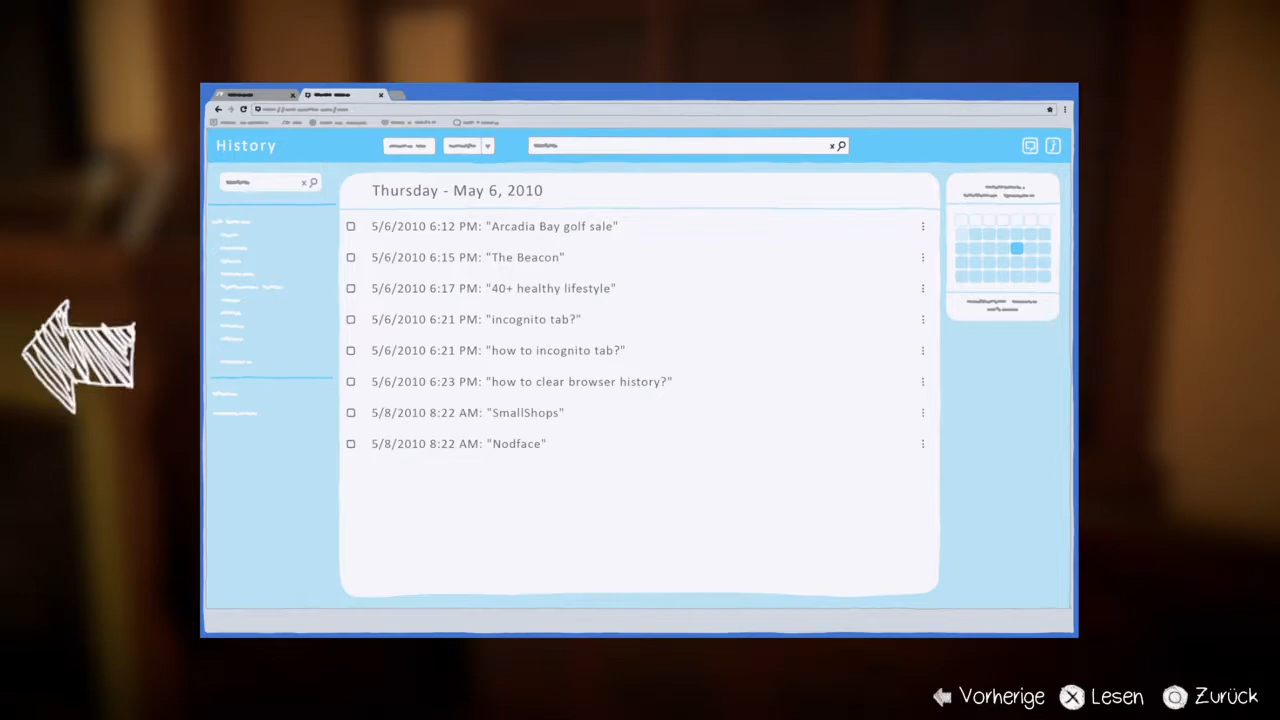 History
Thursday - May 6, 2010
5/6/2010 6:12 PM: "Arcadia Bay golf sale"
5/6/2010 6:15 PM: "The Beacon"
5/6/2010 6:17 PM: "40+ healthy lifestyle"
5/6/2010 6:21 PM: "incognito tab?"
5/6/2010 6:21 PM: "how to incognito tab?"
5/6/2010 6:23 PM: "how to clear browser history?"
5/8/2010 8:22 AM: "SmallShops"
5/8/2010 8:22 AM: "Nodface"
Vorherige Lesen Zurück